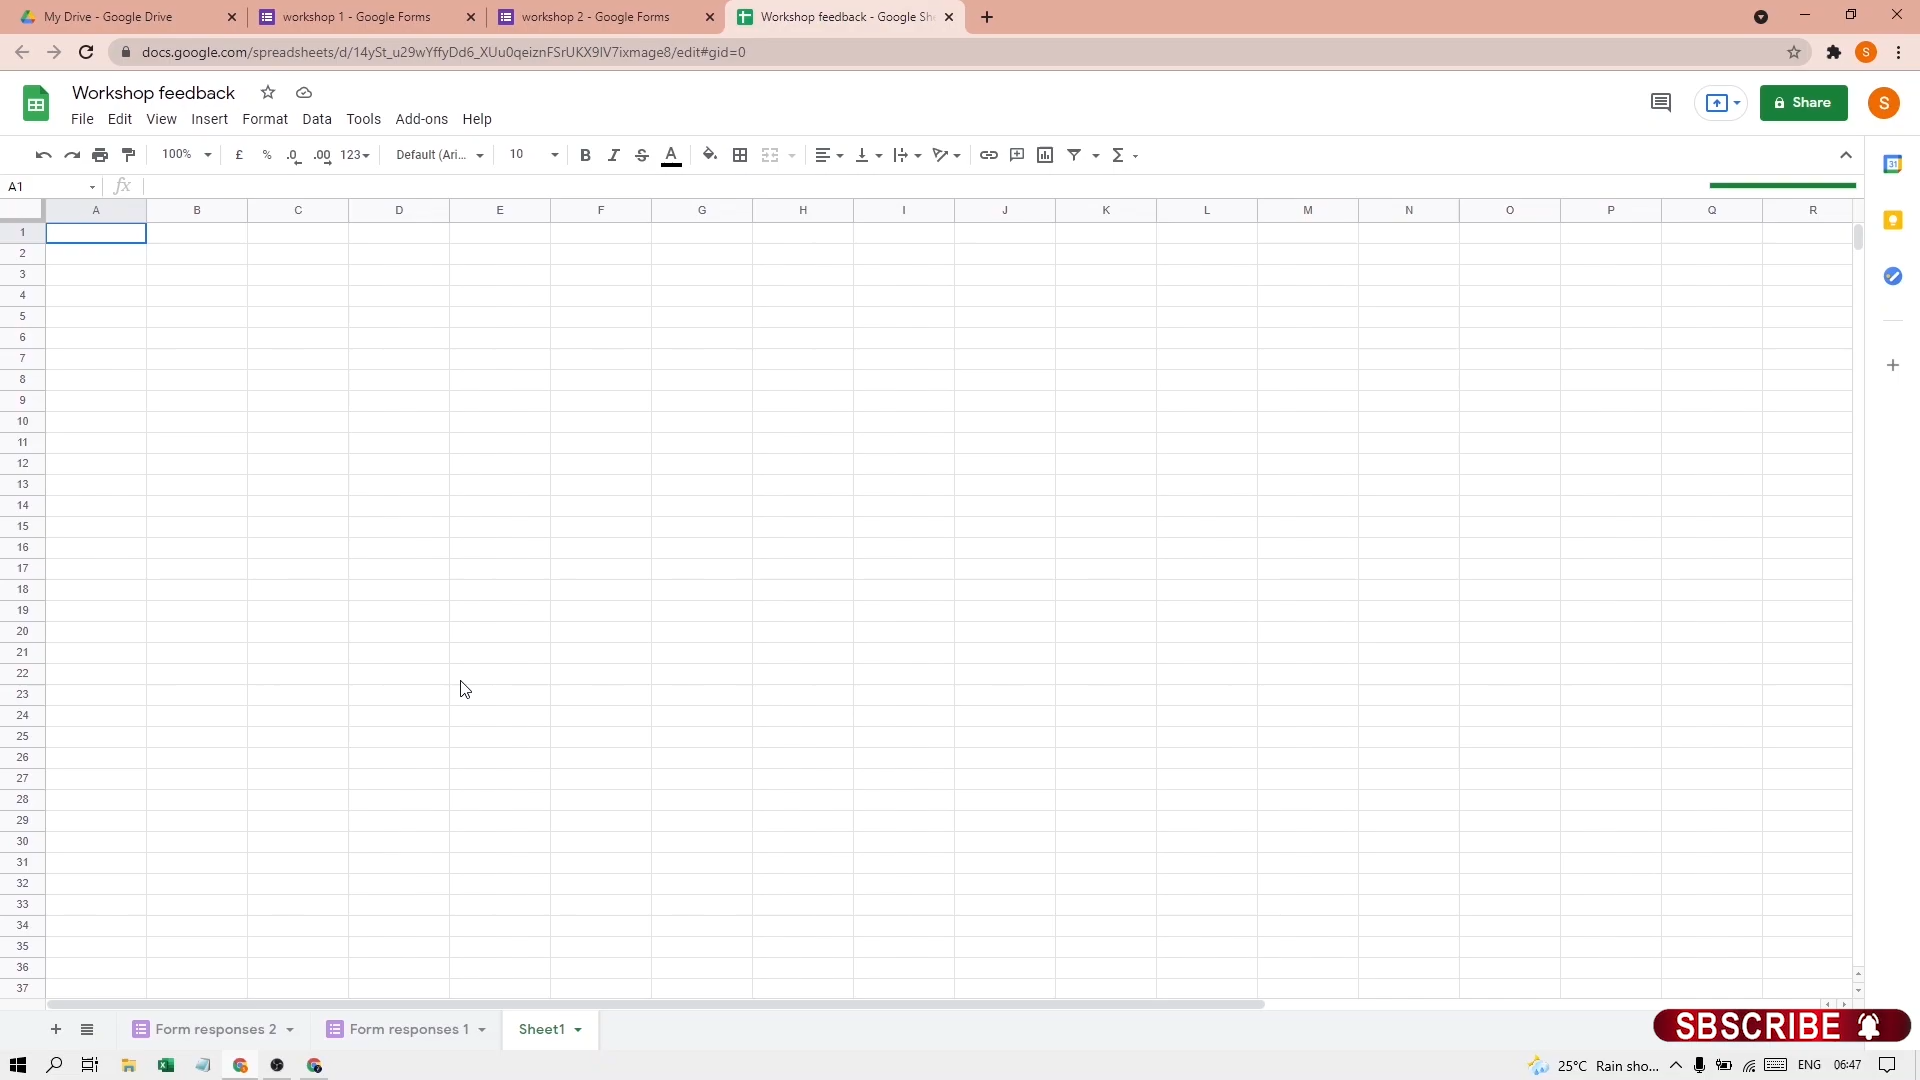 My Drive - Google Drive
workshop 1 - Google Forms
workshop 2 - Google Forms
Workshop feedback - Google She
docs.google.com/spreadsheets/d/14ySt_u29wYffyDd6_XUu0qeiznFSrUKX9IV7ixmage8/edit#gid=0
S
Workshop feedback
File Edit View Insert Format Data Tools Add-ons Help
Share
S
100% £ % .0 .00 123 Default (Ari... 10 B I S A Σ
31
A1 fx
A B C D E F G H I J K L M N O P Q R
1
2
3
4
5
6
7
8
9
10
11
12
13
14
15
16
17
18
19
20
21
22
23
24
25
26
27
28
29
30
31
32
33
34
35
36
37
Form responses 2 Form responses 1 Sheet1
SBSCRIBE
25°C Rain sho... ENG 06:47